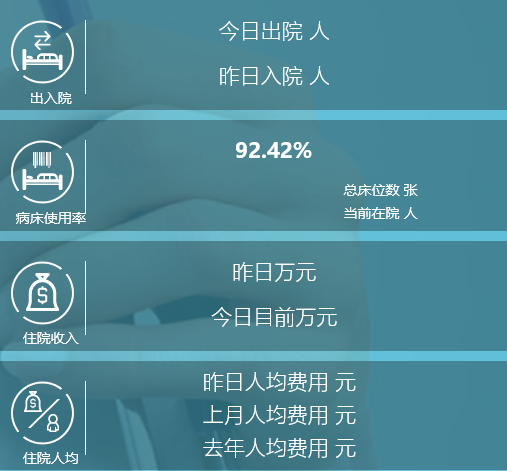 今日出院 人
昨日入院 人
出入院
92.42%
总床位数 张
当前在院 人
病床使用率
昨日万元
今日目前万元
住院收入
昨日人均费用 元
上月人均费用 元
去年人均费用 元
住院人均